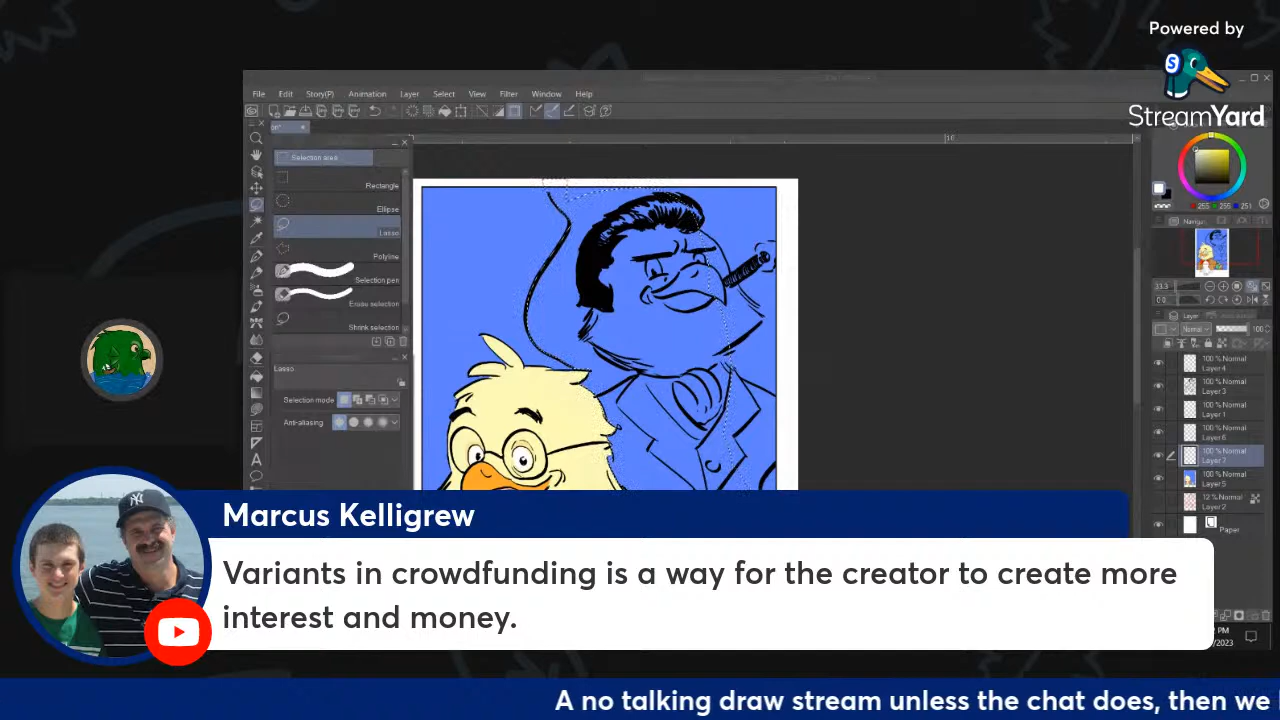 Powered by
StreamYard
File Edit Story(P) Animation Layer Select View Filter Window Help
Selection area
Rectangle
Ellipse
Lasso
Polyline
Selection pen
Erase selection
Shrink selection
Lasso
Selection mode
Anti-aliasing
Layer
100 % Normal
Layer 4
100 % Normal
Layer 3
100 % Normal
Layer 1
100 % Normal
Layer 6
100 % Normal
Layer 7
100 % Normal
Layer 5
12 % Normal
Layer 2
Paper
Marcus Kelligrew
Variants in crowdfunding is a way for the creator to create more
interest and money.
A no talking draw stream unless the chat does, then we